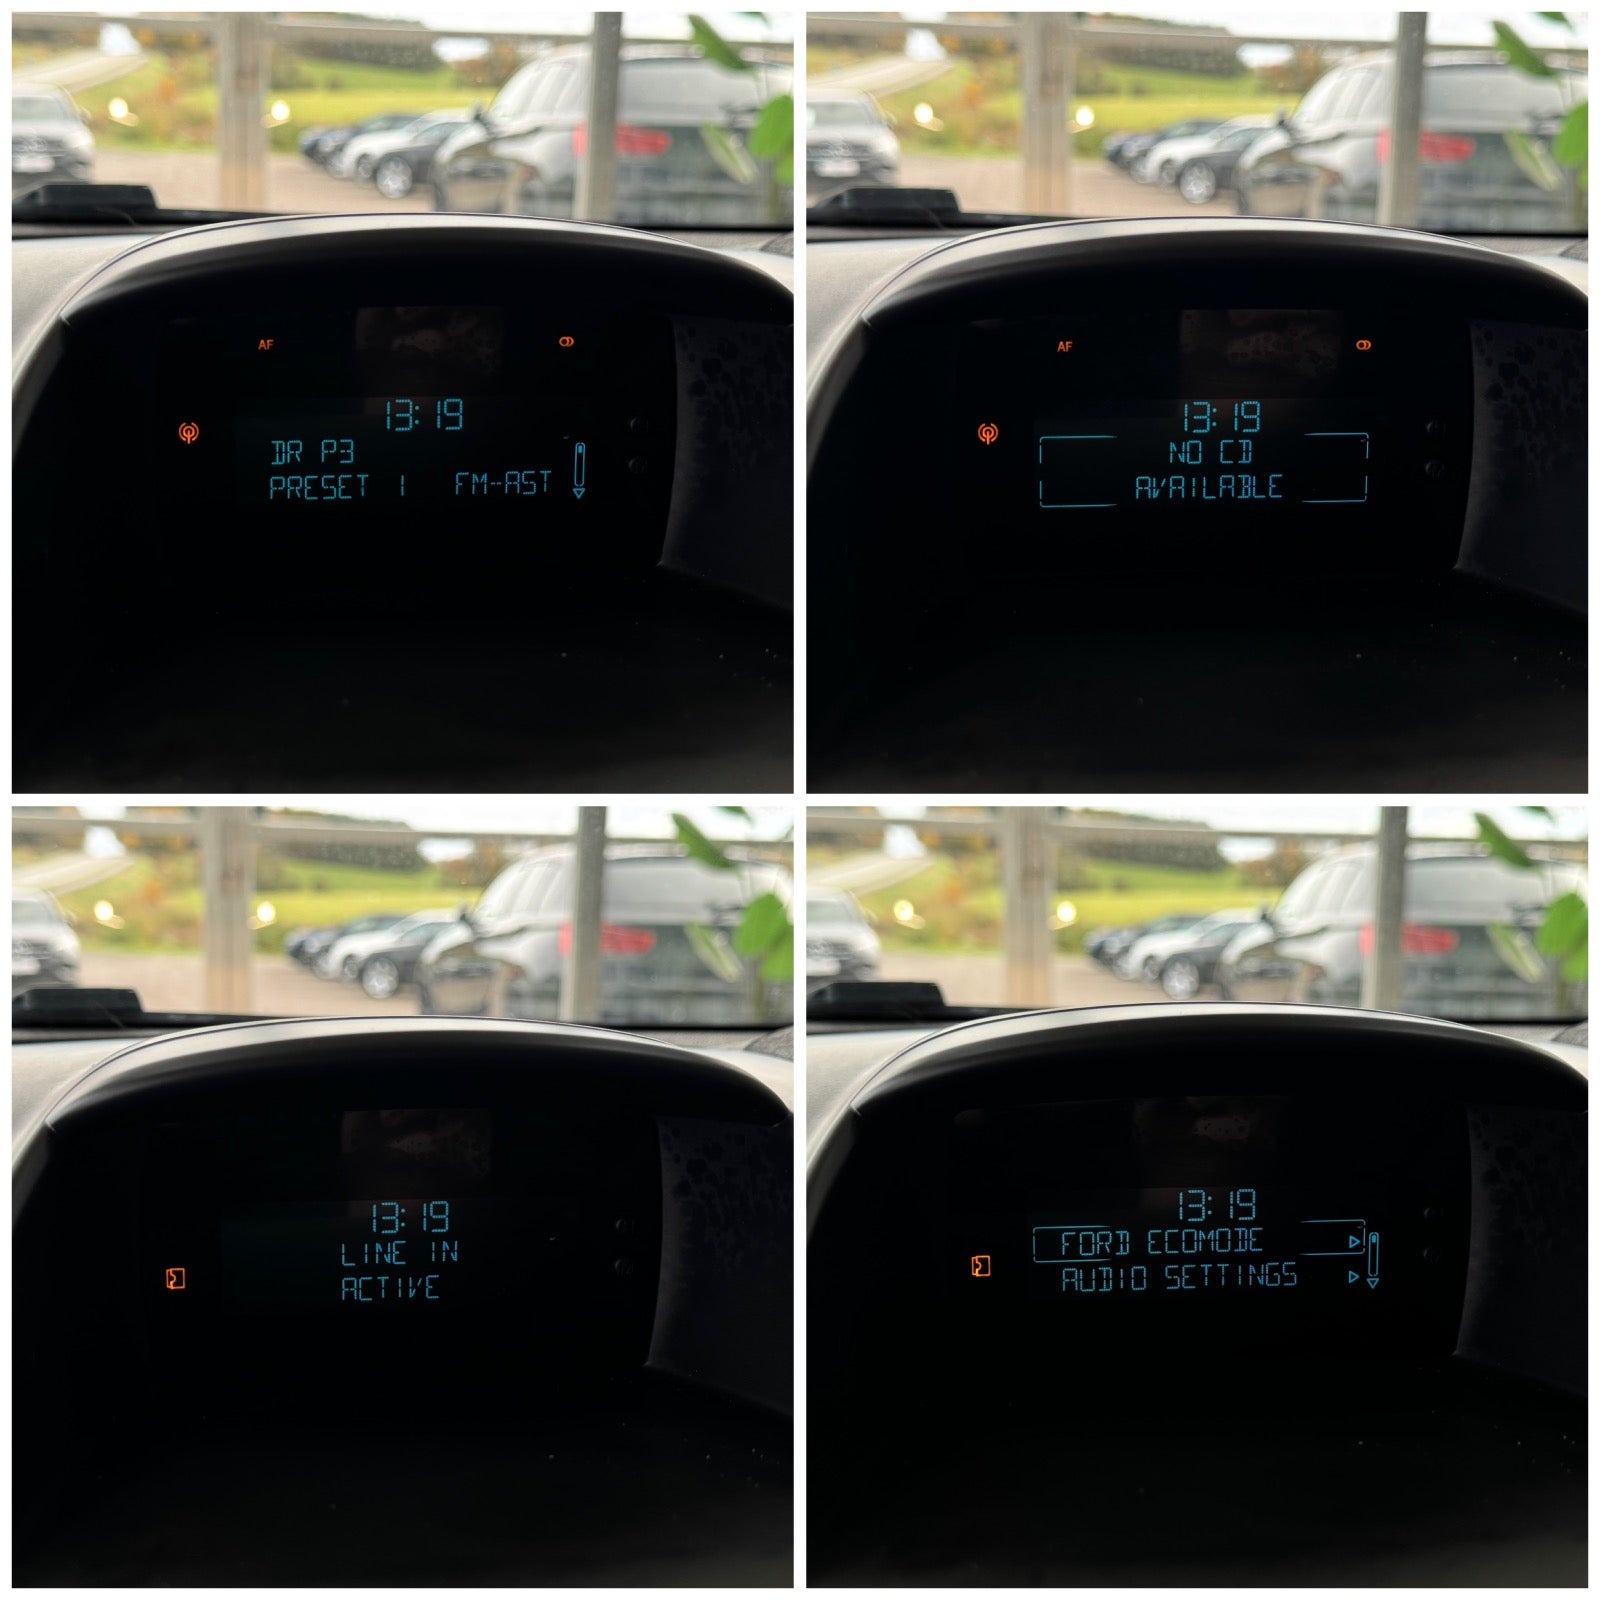 AF
13:19
DR P3
PRESET 1 FM-AST
AF
13:19
NO CD
AVAILABLE
13:19
LINE IN
ACTIVE
13:19
FORD ECOMODE
AUDIO SETTINGS